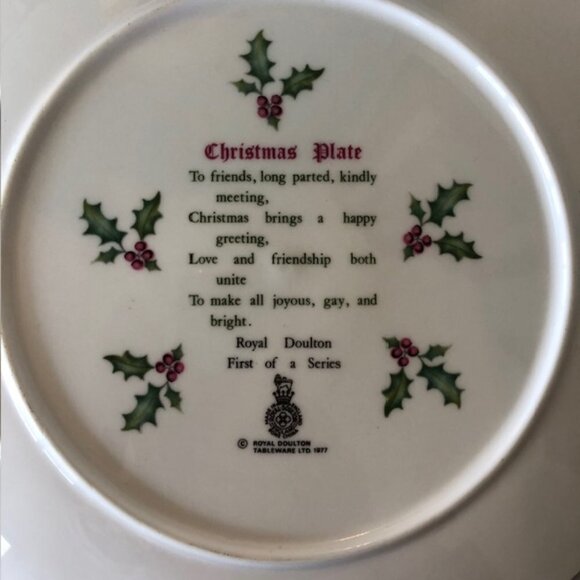 Christmas Plate
To friends, long parted, kindly
meeting,
Christmas brings a happy
greeting,
Love and friendship both
unite
To make all joyous, gay, and
bright.
Royal Doulton
First of a Series
© ROYAL DOULTON
TABLEWARE LTD 1977